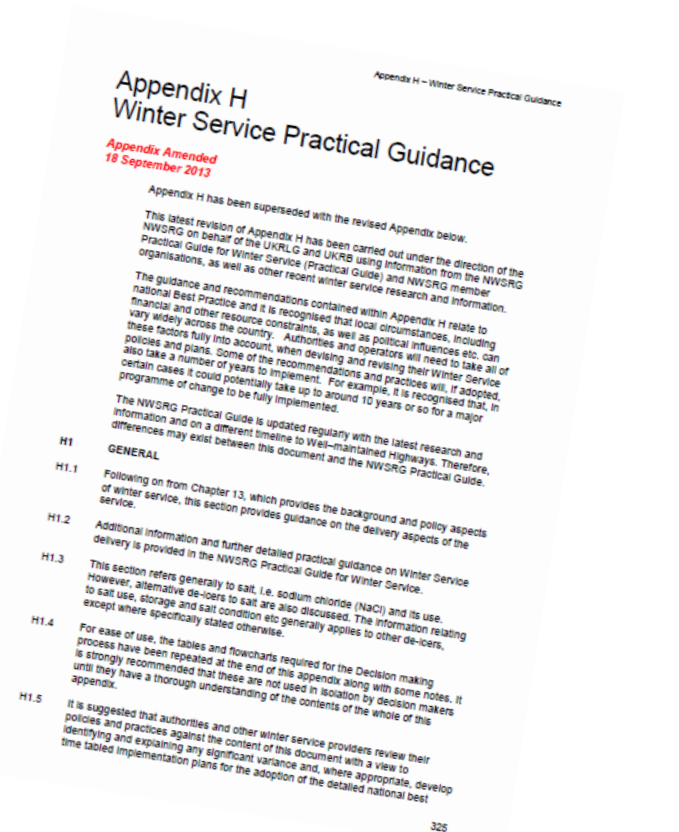 Appendix H – Winter Service Practical Guidance
Appendix H
Winter Service Practical Guidance
Appendix Amended
18 September 2013
Appendix H has been superseded with the revised Appendix below.
This latest revision of Appendix H has been carried out under the direction of the
NWSRG on behalf of the UKRLG and UKRB using information from the NWSRG
Practical Guide for Winter Service (Practical Guide) and NWSRG member
organisations, as well as other recent winter service research and information.
The guidance and recommendations contained within Appendix H relate to
national Best Practice and it is recognised that local circumstances, including
financial and other resource constraints, as well as political influences etc. can
vary widely across the country. Authorities and operators will need to take all of
these factors fully into account, when devising and revising their Winter Service
policies and plans. Some of the recommendations and practices will, if adopted,
also take a number of years to implement. For example, it is recognised that, in
certain cases it could potentially take up to around 10 years or so for a major
programme of change to be fully implemented.
The NWSRG Practical Guide is updated regularly with the latest research and
information and on a different timeline to Well–maintained Highways. Therefore,
differences may exist between this document and the NWSRG Practical Guide.
H1 GENERAL
H1.1 Following on from Chapter 13, which provides the background and policy aspects
of winter service, this section provides guidance on the delivery aspects of the
service.
H1.2 Additional information and further detailed practical guidance on Winter Service
delivery is provided in the NWSRG Practical Guide for Winter Service.
H1.3 This section refers generally to salt, i.e. sodium chloride (NaCl) and its use.
However, alternative de-icers to salt are also discussed. The information relating
to salt use, storage and salt condition etc generally applies to other de-icers,
except where specifically stated otherwise.
H1.4 For ease of use, the tables and flowcharts required for the Decision making
process have been repeated at the end of this appendix along with some notes. It
is strongly recommended that these are not used in isolation by decision makers
until they have a thorough understanding of the contents of the whole of this
appendix.
H1.5 It is suggested that authorities and other winter service providers review their
policies and practices against the content of this document with a view to
identifying and explaining any significant variance and, where appropriate, develop
time tabled implementation plans for the adoption of the detailed national best
325